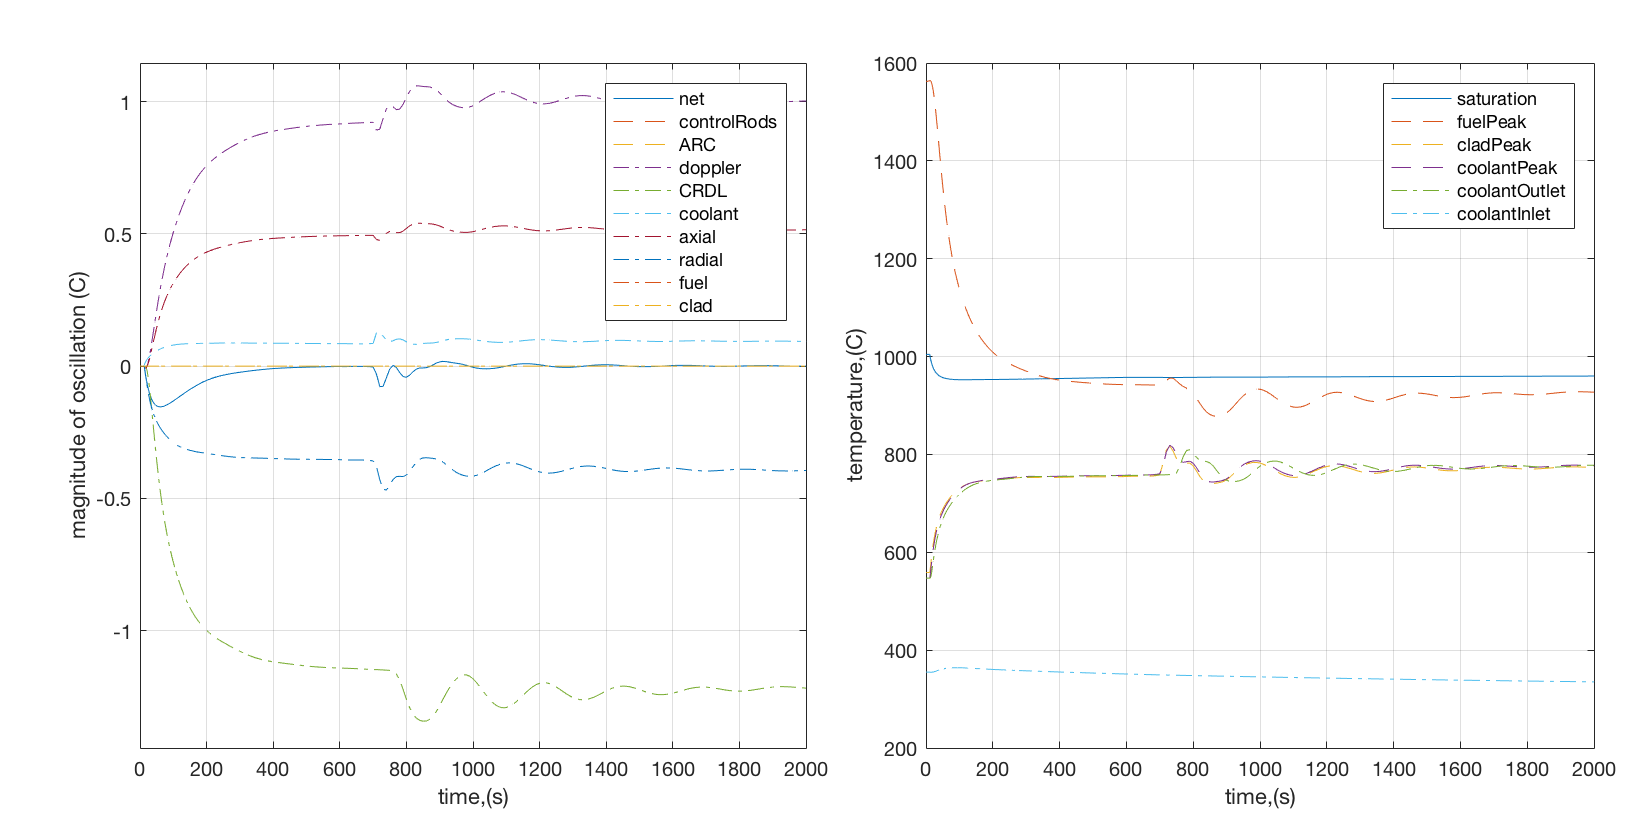 magnitude of oscillation (C)
1
0.5
0
-0.5
-1
0
200
400
600
800
1000
1200
1400
1600
1800
2000
time,(s)
net
controlRods
ARC
doppler
CRDL
coolant
axial
radial
fuel
clad
temperature,(C)
1600
1400
1200
1000
800
600
400
200
0
200
400
600
800
1000
1200
1400
1600
1800
2000
time,(s)
saturation
fuelPeak
cladPeak
coolantPeak
coolantOutlet
coolantInlet